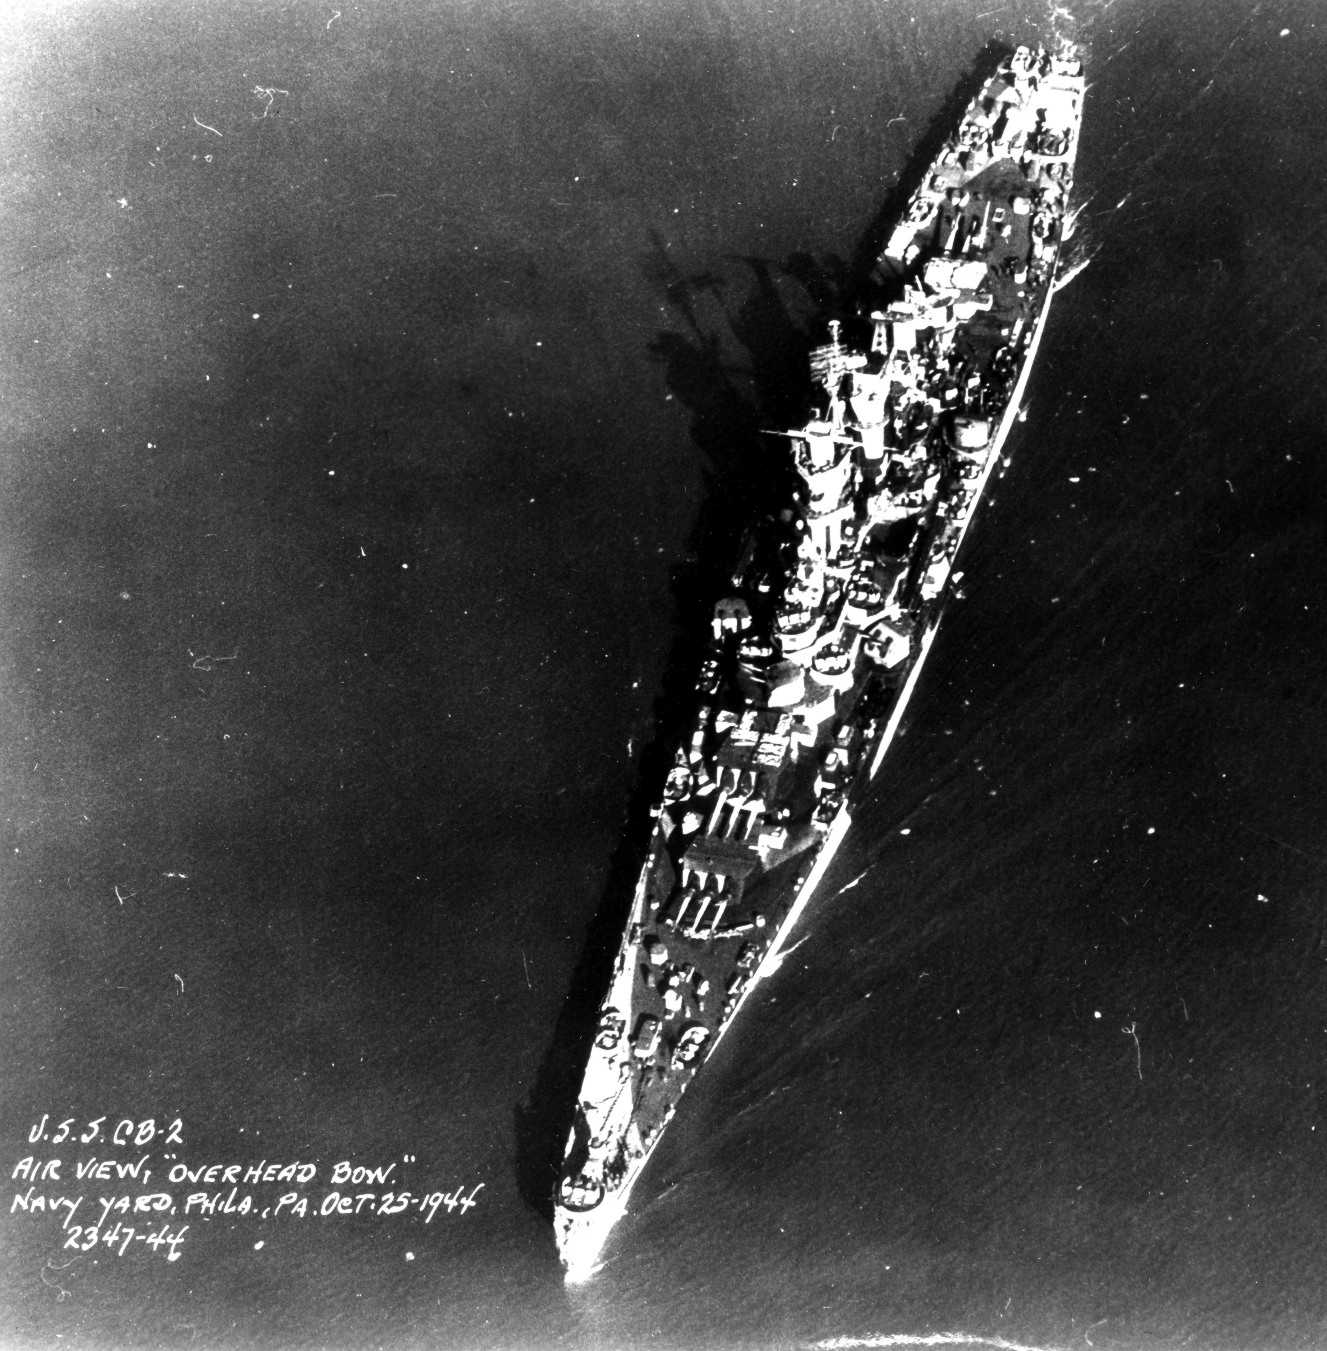 U.S.S. CB-2
AIR VIEW, "OVERHEAD BOW."
NAVY YARD, PHILA., PA. OCT. 25-1944
2347-44